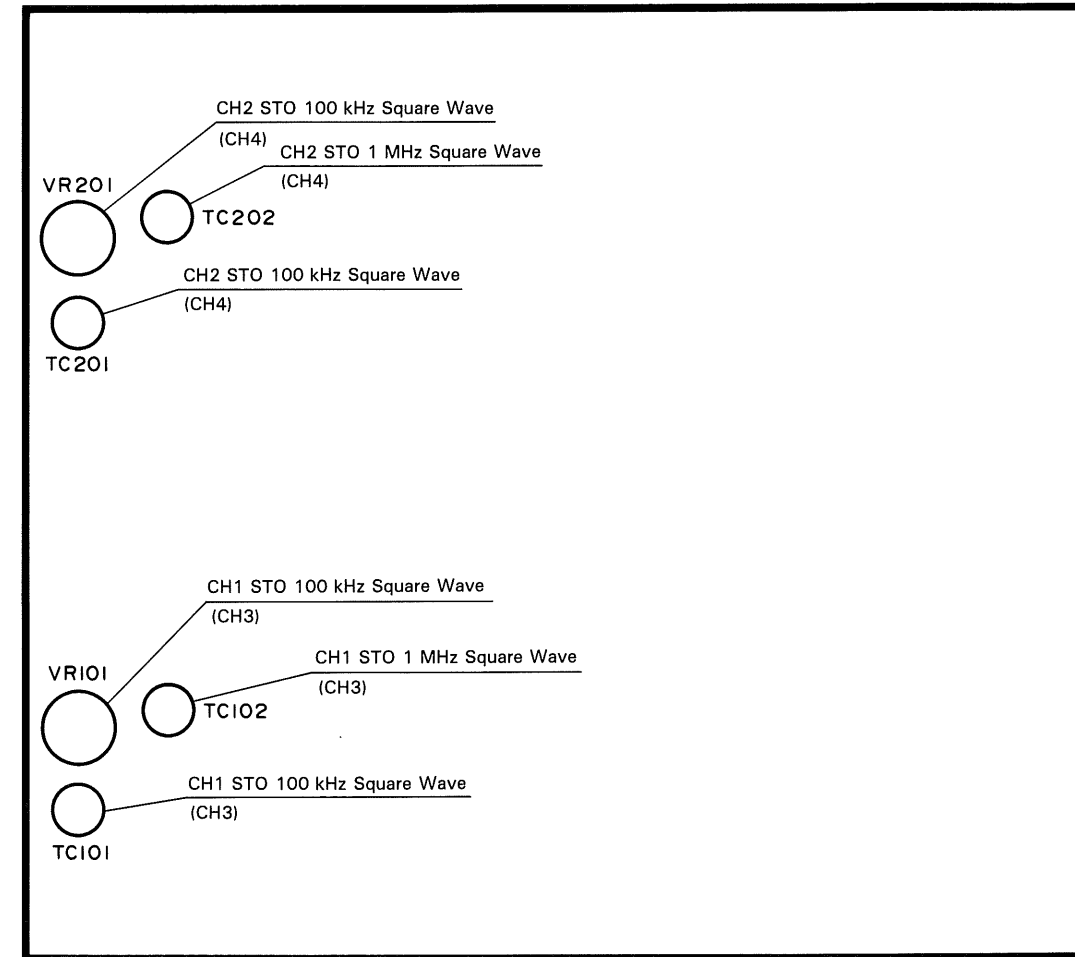 CH2 STO 100 kHz Square Wave
(CH4)
CH2 STO 1 MHz Square Wave
(CH4)
VR201
TC202
CH2 STO 100 kHz Square Wave
(CH4)
TC201
CH1 STO 100 kHz Square Wave
(CH3)
CH1 STO 1 MHz Square Wave
(CH3)
VR101
TC102
CH1 STO 100 kHz Square Wave
(CH3)
TC101